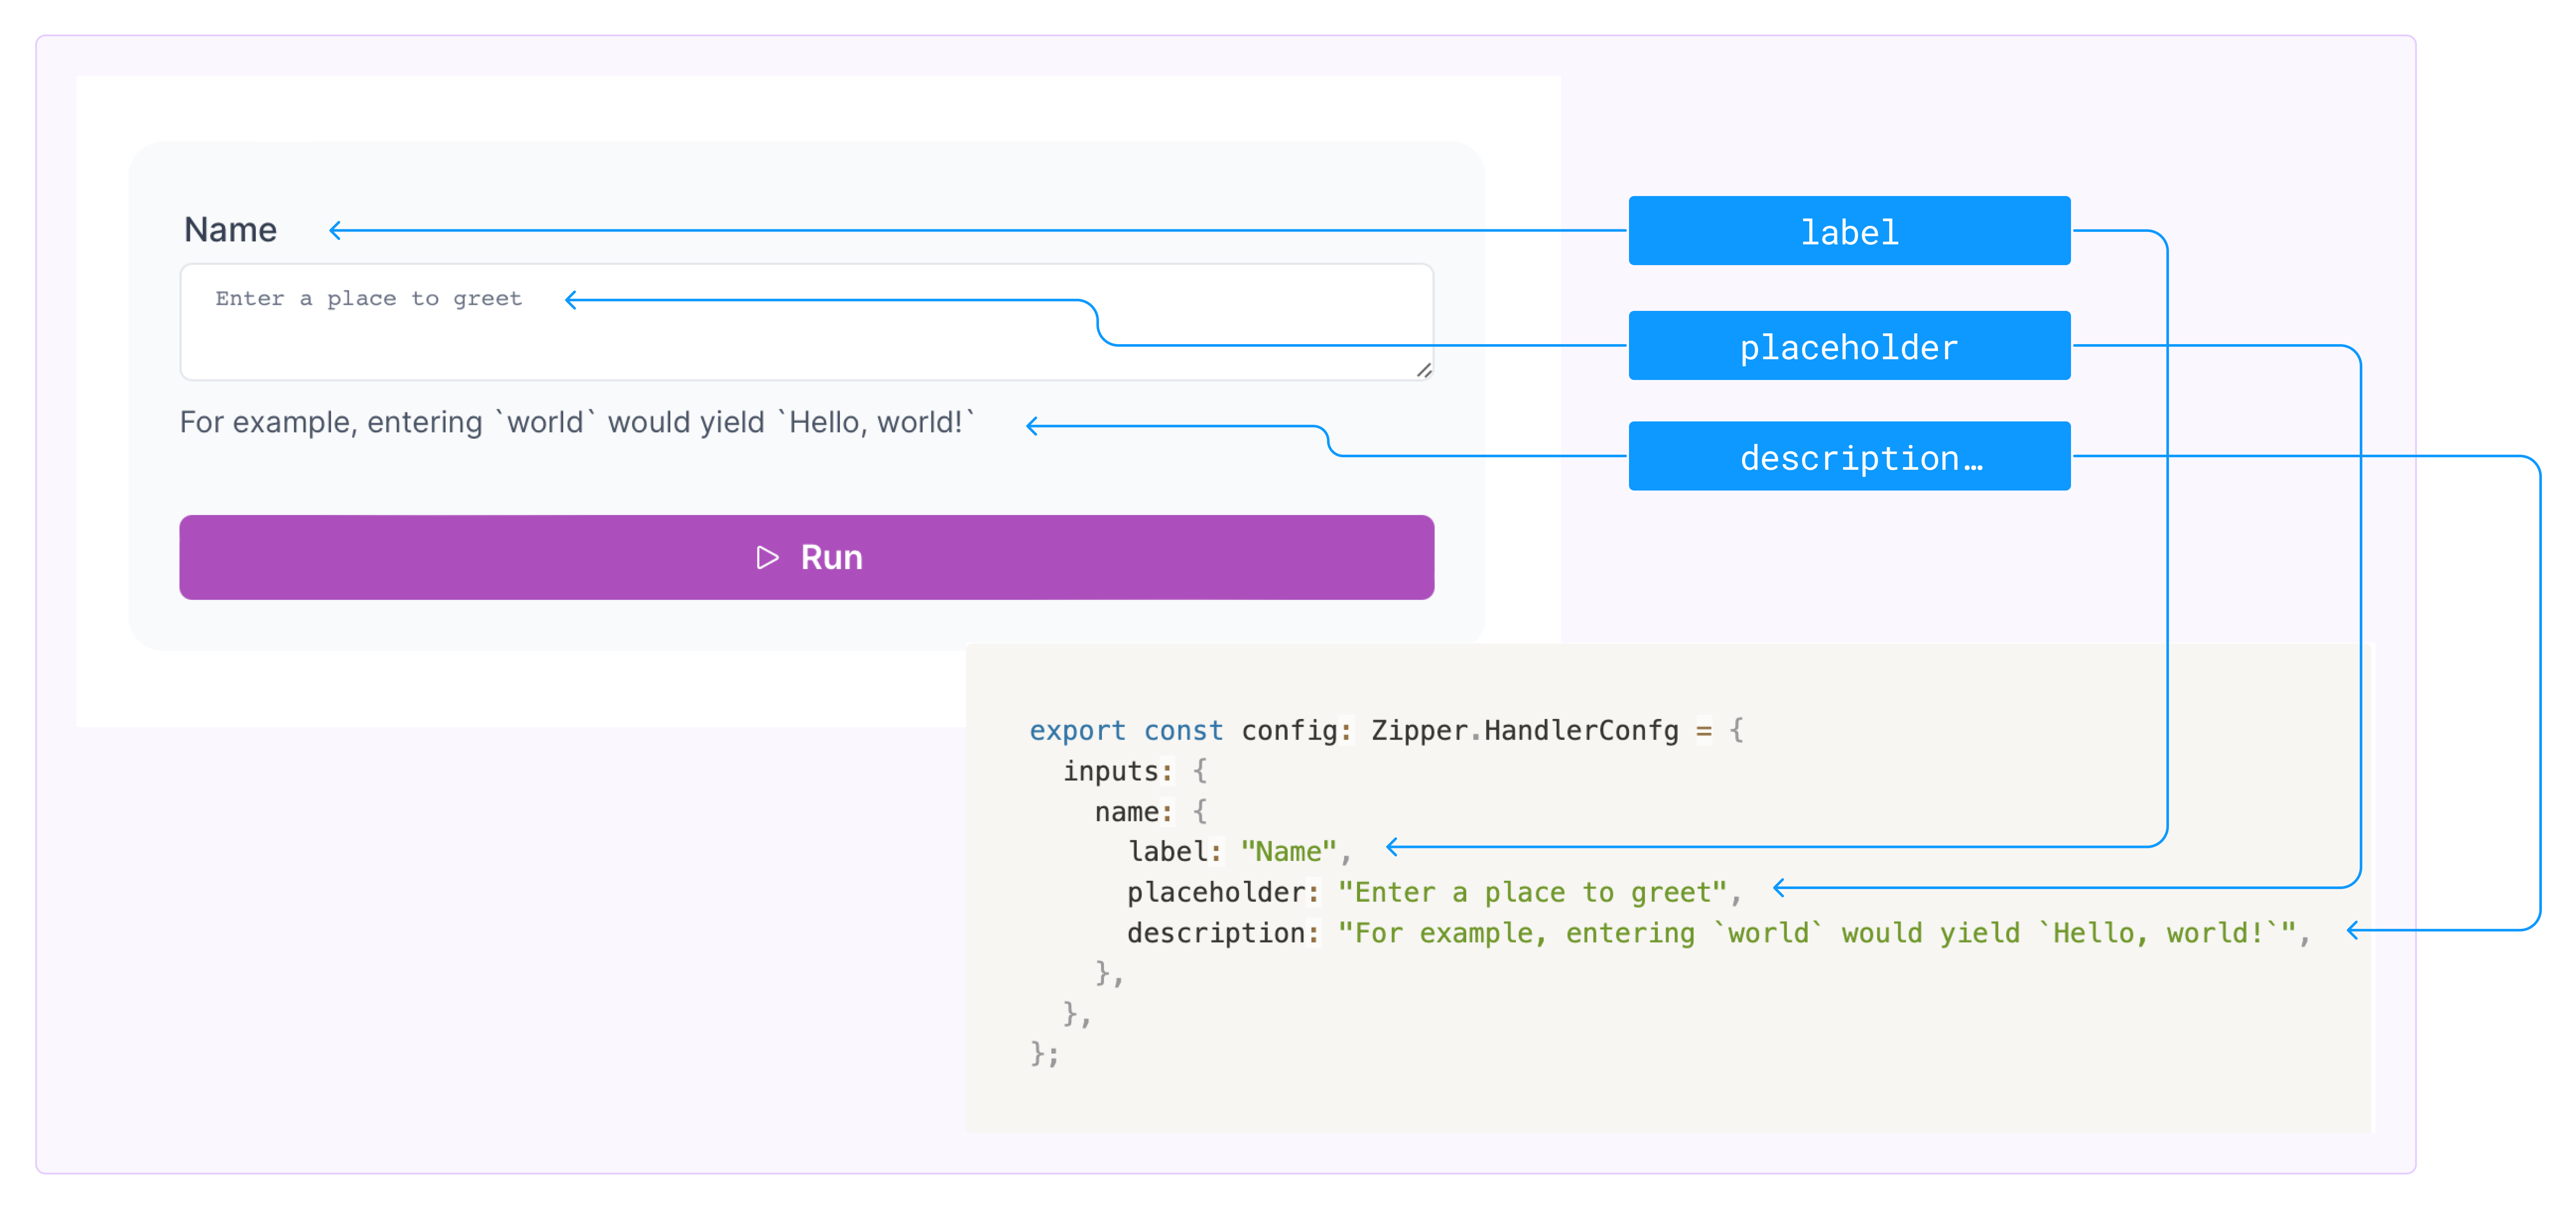 Name
Enter a place to greet
For example, entering `world` would yield `Hello, world!`
Run
label
placeholder
description…
export const config: Zipper.HandlerConfg = {
  inputs: {
    name: {
      label: "Name",
      placeholder: "Enter a place to greet",
      description: "For example, entering `world` would yield `Hello, world!`",
    },
  },
};